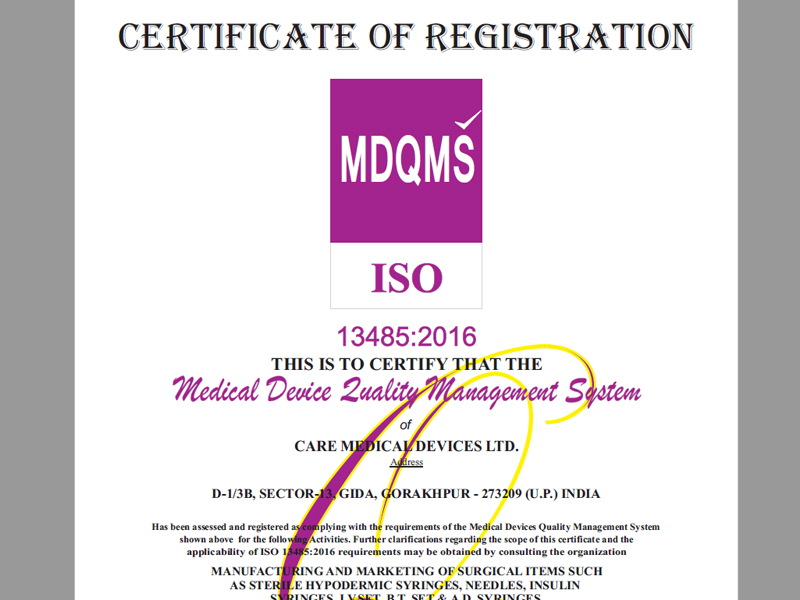 CERTIFICATE OF REGISTRATION
MDQMS
ISO
13485:2016
THIS IS TO CERTIFY THAT THE
Medical Device Quality Management System
of
CARE MEDICAL DEVICES LTD.
Address
D-1/3B, SECTOR-13, GIDA, GORAKHPUR - 273209 (U.P.) INDIA
Has been assessed and registered as complying with the requirements of the Medical Devices Quality Management System
shown above for the following Activities. Further clarifications regarding the scope of this certificate and the
applicability of ISO 13485:2016 requirements may be obtained by consulting the organization
MANUFACTURING AND MARKETING OF SURGICAL ITEMS SUCH
AS STERILE HYPODERMIC SYRINGES, NEEDLES, INSULIN
SYRINGES, I.V.SET, B.T. SET & A.D. SYRINGES